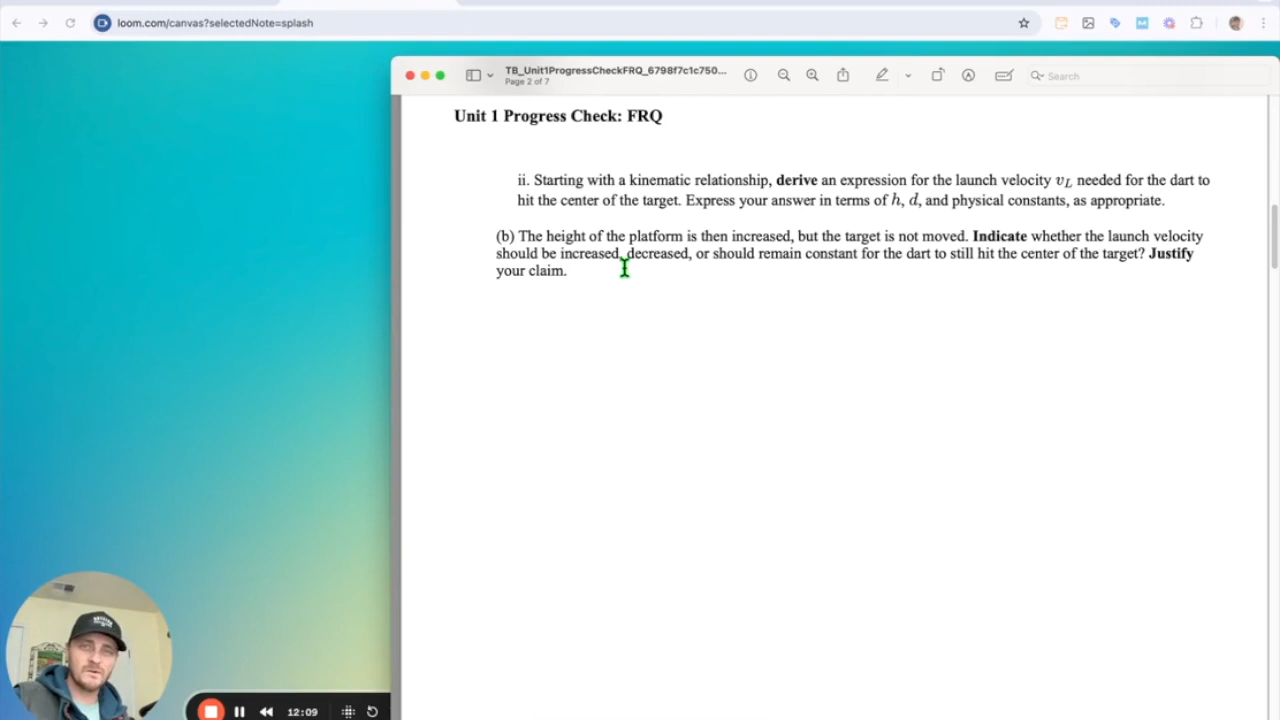 loom.com/canvas?selectedNote=splash
TB_Unit1ProgressCheckFRQ_6798f7c1c750...
Page 2 of 7
Search
Unit 1 Progress Check: FRQ
ii. Starting with a kinematic relationship, derive an expression for the launch velocity v_L needed for the dart to
hit the center of the target. Express your answer in terms of h, d, and physical constants, as appropriate.
(b) The height of the platform is then increased, but the target is not moved. Indicate whether the launch velocity
should be increased, decreased, or should remain constant for the dart to still hit the center of the target? Justify
your claim.
12:09